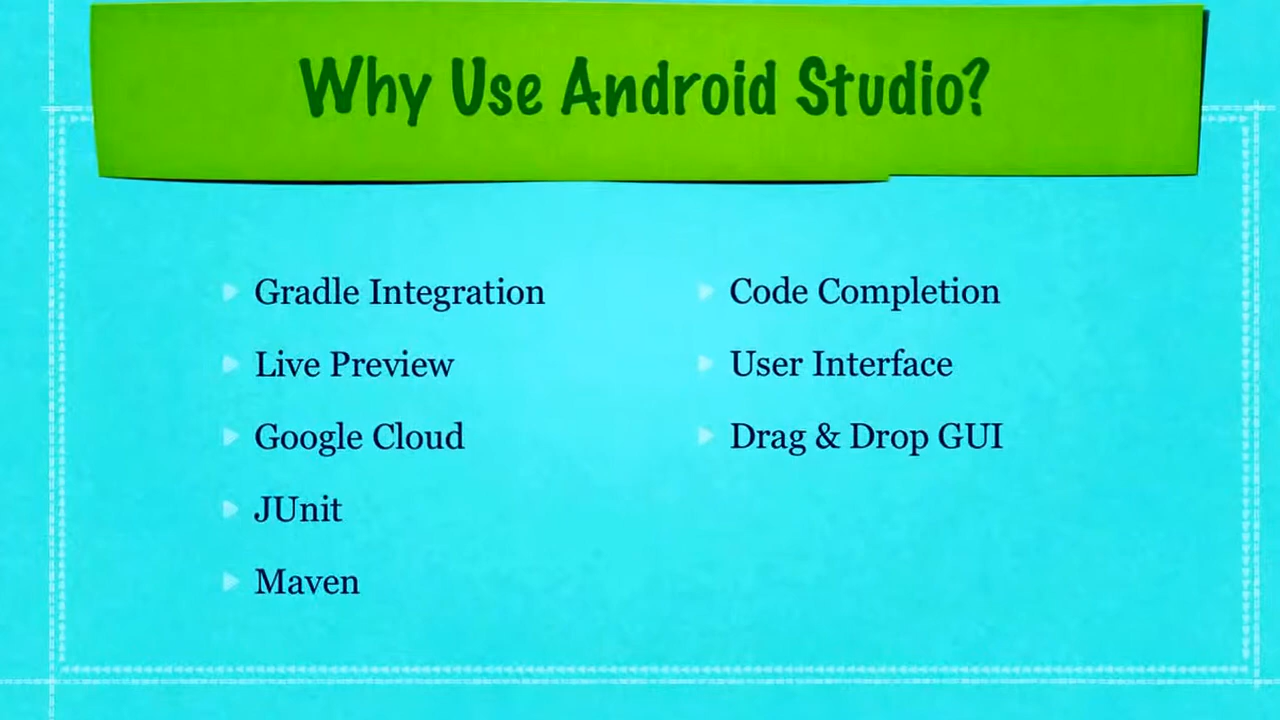 Why Use Android Studio?
Gradle Integration
Live Preview
Google Cloud
JUnit
Maven
Code Completion
User Interface
Drag & Drop GUI